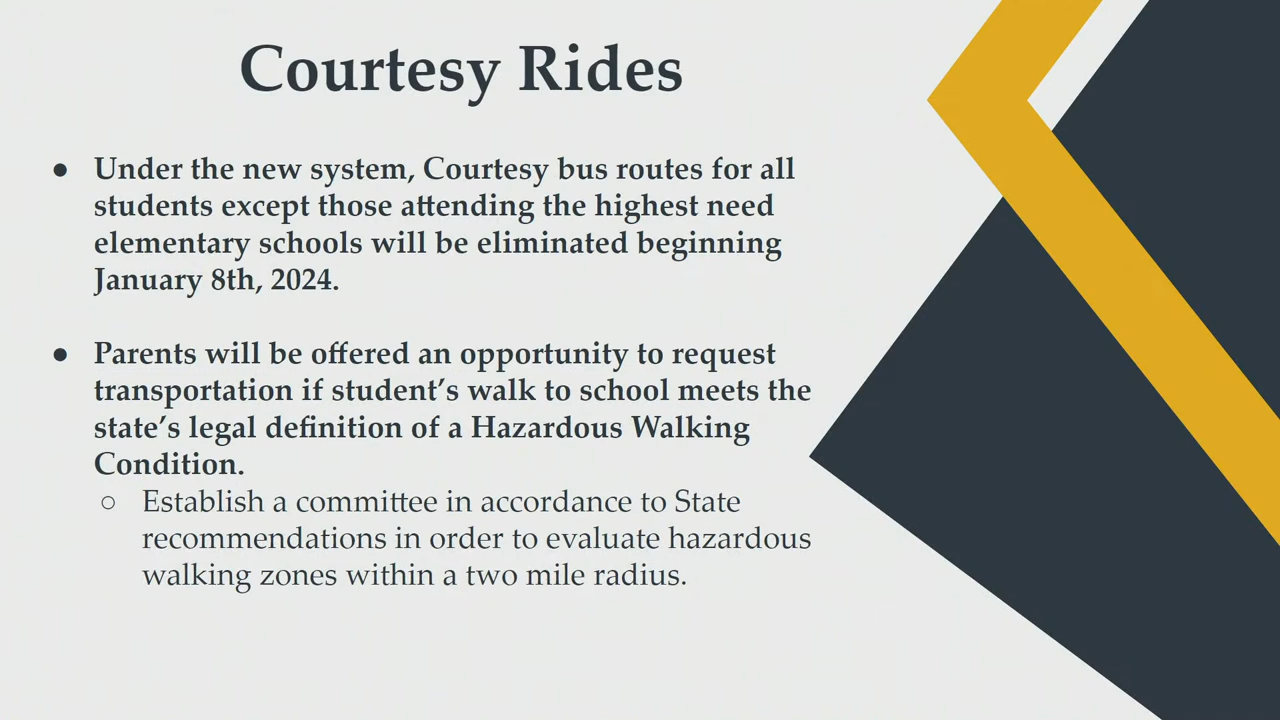 Courtesy Rides
● Under the new system, Courtesy bus routes for all
students except those attending the highest need
elementary schools will be eliminated beginning
January 8th, 2024.
● Parents will be offered an opportunity to request
transportation if student’s walk to school meets the
state’s legal definition of a Hazardous Walking
Condition.
○ Establish a committee in accordance to State
recommendations in order to evaluate hazardous
walking zones within a two mile radius.